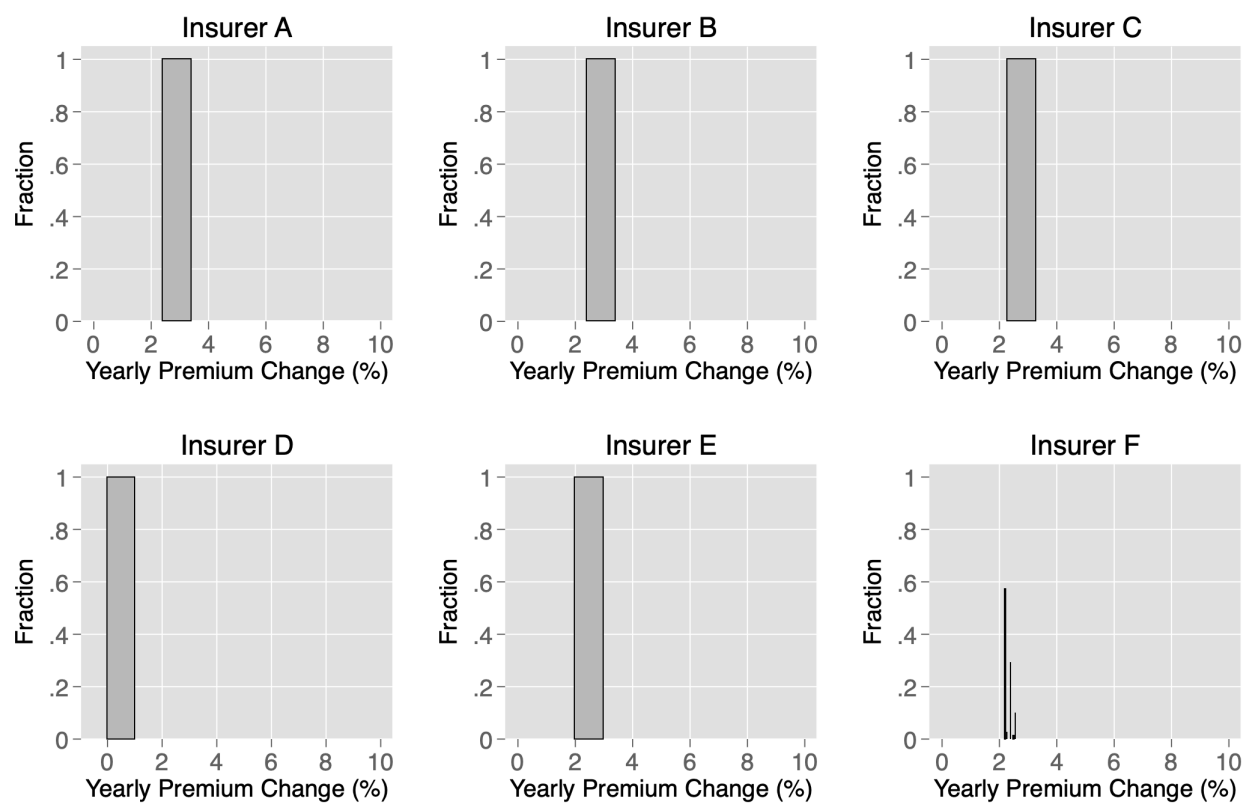 Insurer A
Fraction
1
.8
.6
.4
.2
0
0 2 4 6 8 10
Yearly Premium Change (%)
Insurer B
Fraction
1
.8
.6
.4
.2
0
0 2 4 6 8 10
Yearly Premium Change (%)
Insurer C
Fraction
1
.8
.6
.4
.2
0
0 2 4 6 8 10
Yearly Premium Change (%)
Insurer D
Fraction
1
.8
.6
.4
.2
0
0 2 4 6 8 10
Yearly Premium Change (%)
Insurer E
Fraction
1
.8
.6
.4
.2
0
0 2 4 6 8 10
Yearly Premium Change (%)
Insurer F
Fraction
1
.8
.6
.4
.2
0
0 2 4 6 8 10
Yearly Premium Change (%)